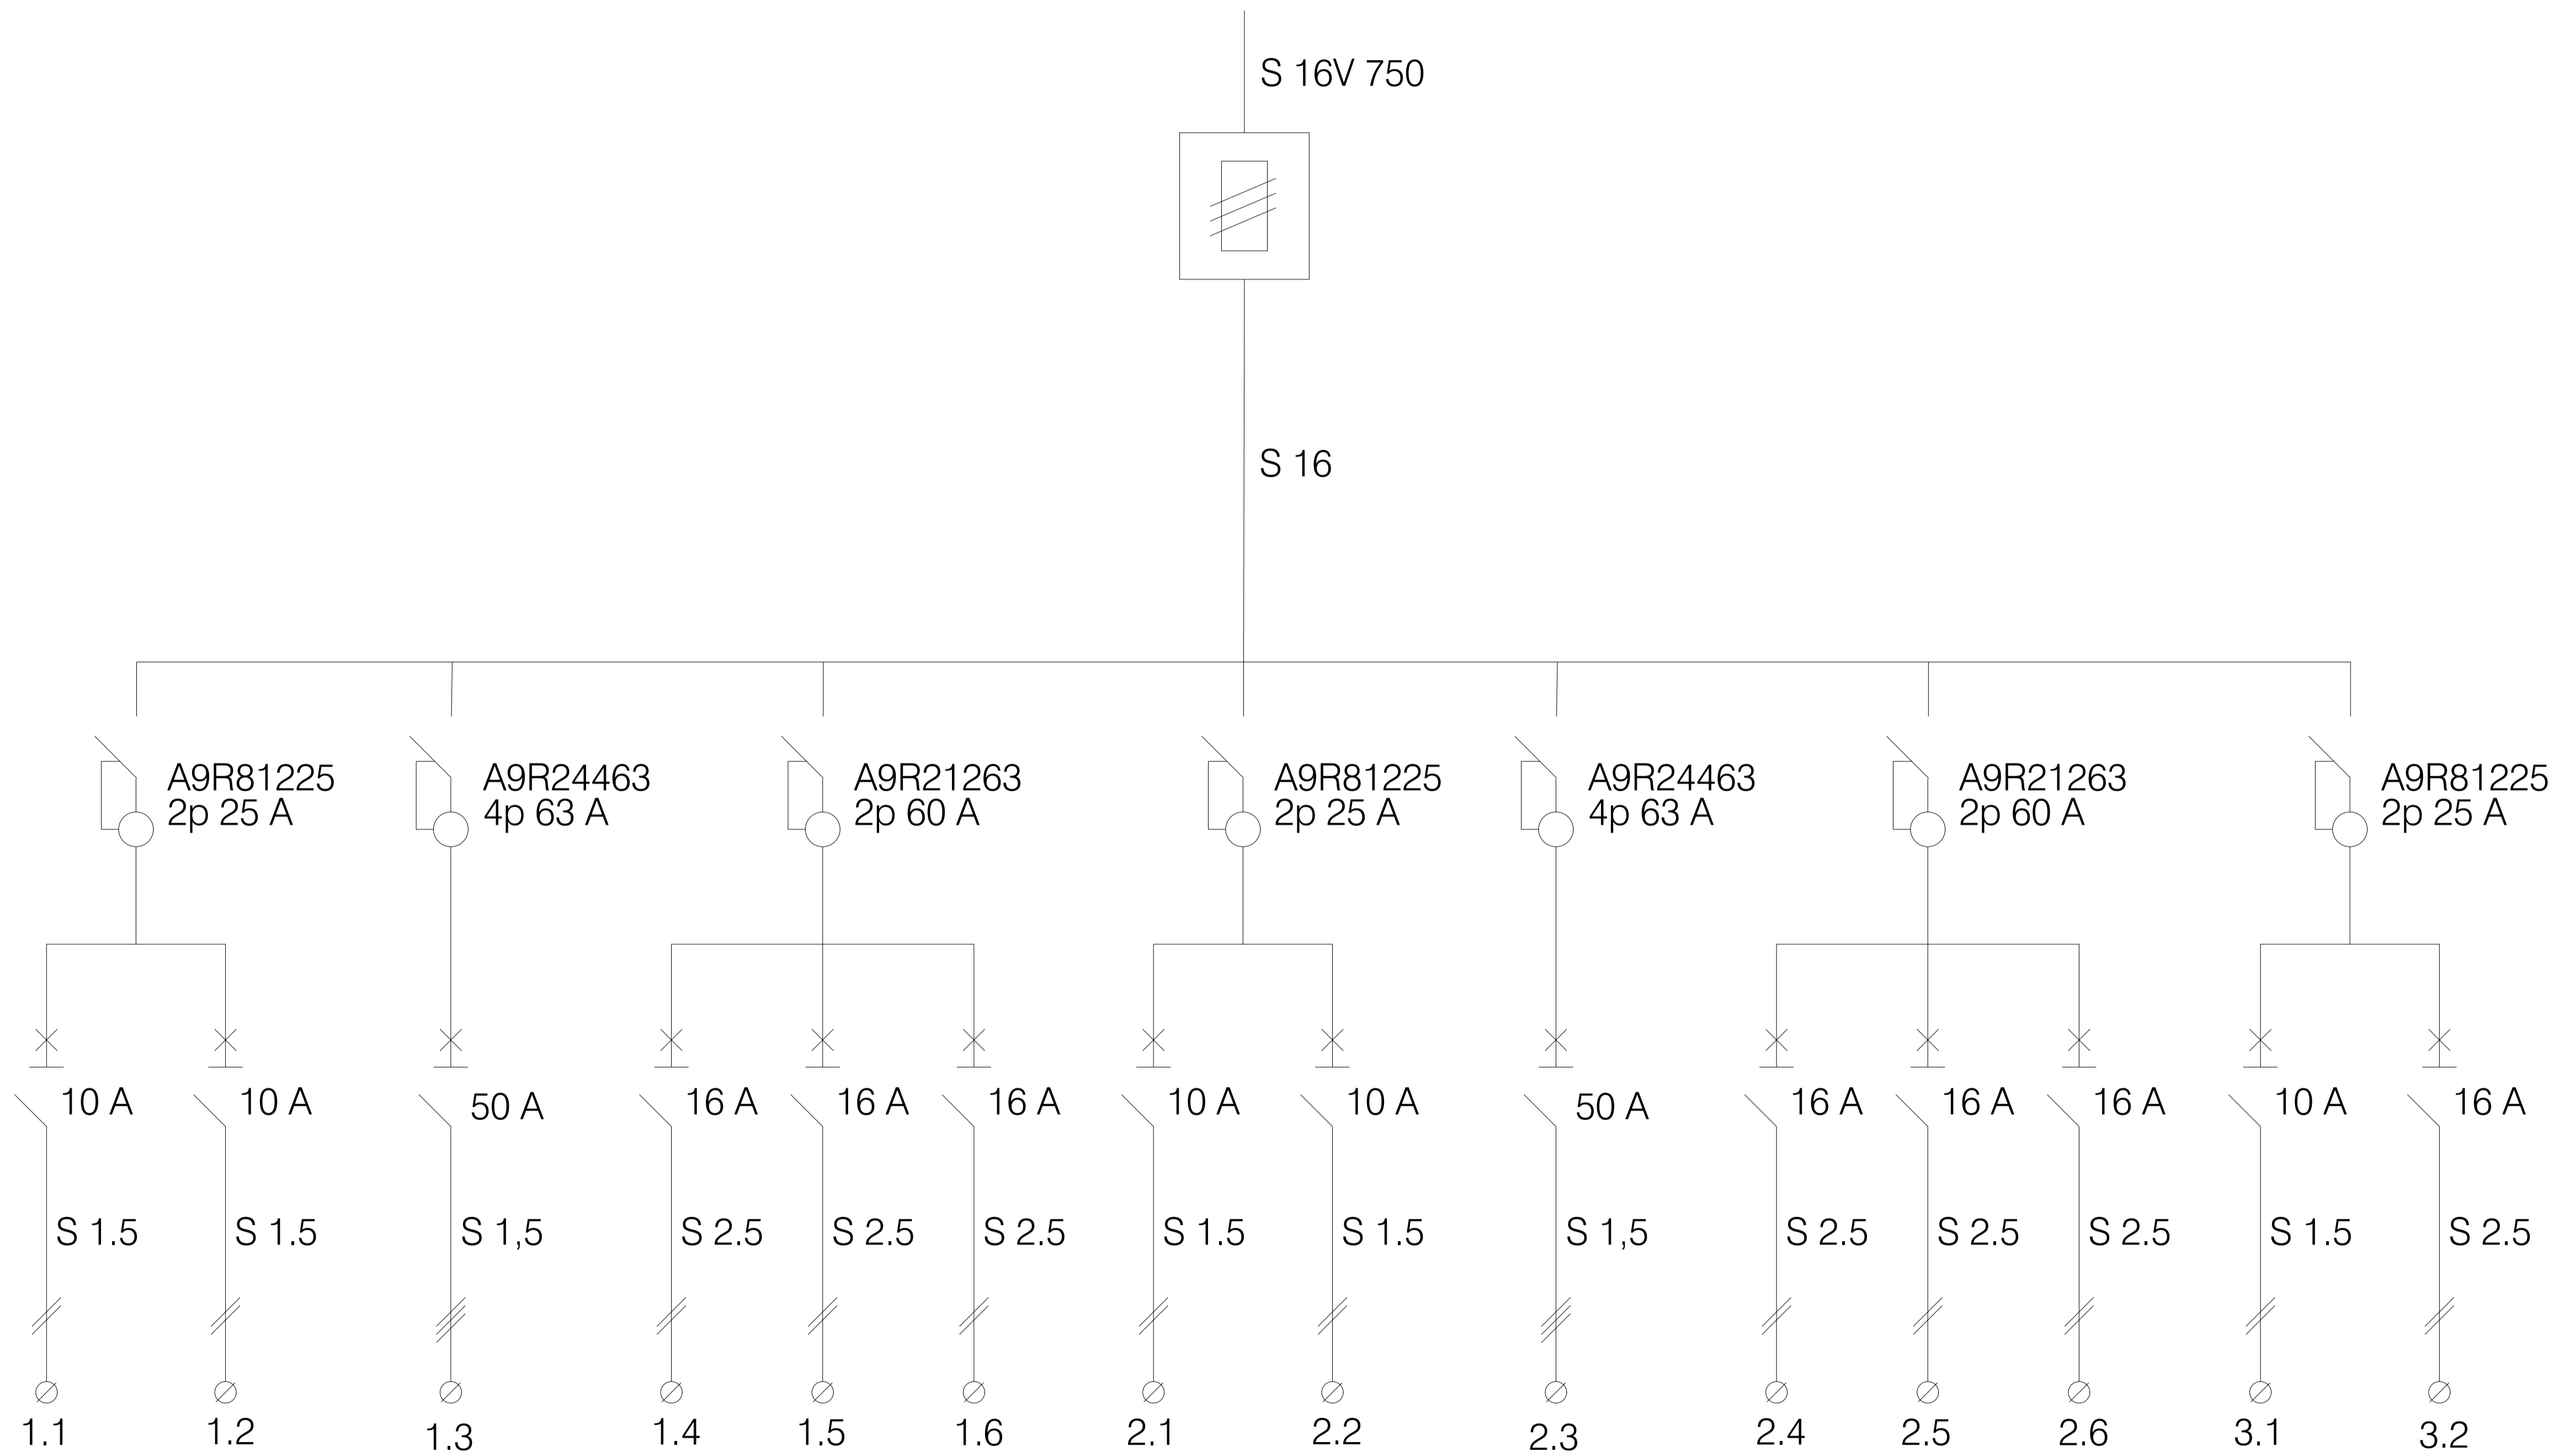 S 16V 750
S 16
A9R81225
2p 25 A
A9R24463
4p 63 A
A9R21263
2p 60 A
A9R81225
2p 25 A
A9R24463
4p 63 A
A9R21263
2p 60 A
A9R81225
2p 25 A
10 A
10 A
50 A
16 A
16 A
16 A
10 A
10 A
50 A
16 A
16 A
16 A
10 A
16 A
S 1.5
S 1.5
S 1,5
S 2.5
S 2.5
S 2.5
S 1.5
S 1.5
S 1,5
S 2.5
S 2.5
S 2.5
S 1.5
S 2.5
1.1
1.2
1.3
1.4
1.5
1.6
2.1
2.2
2.3
2.4
2.5
2.6
3.1
3.2